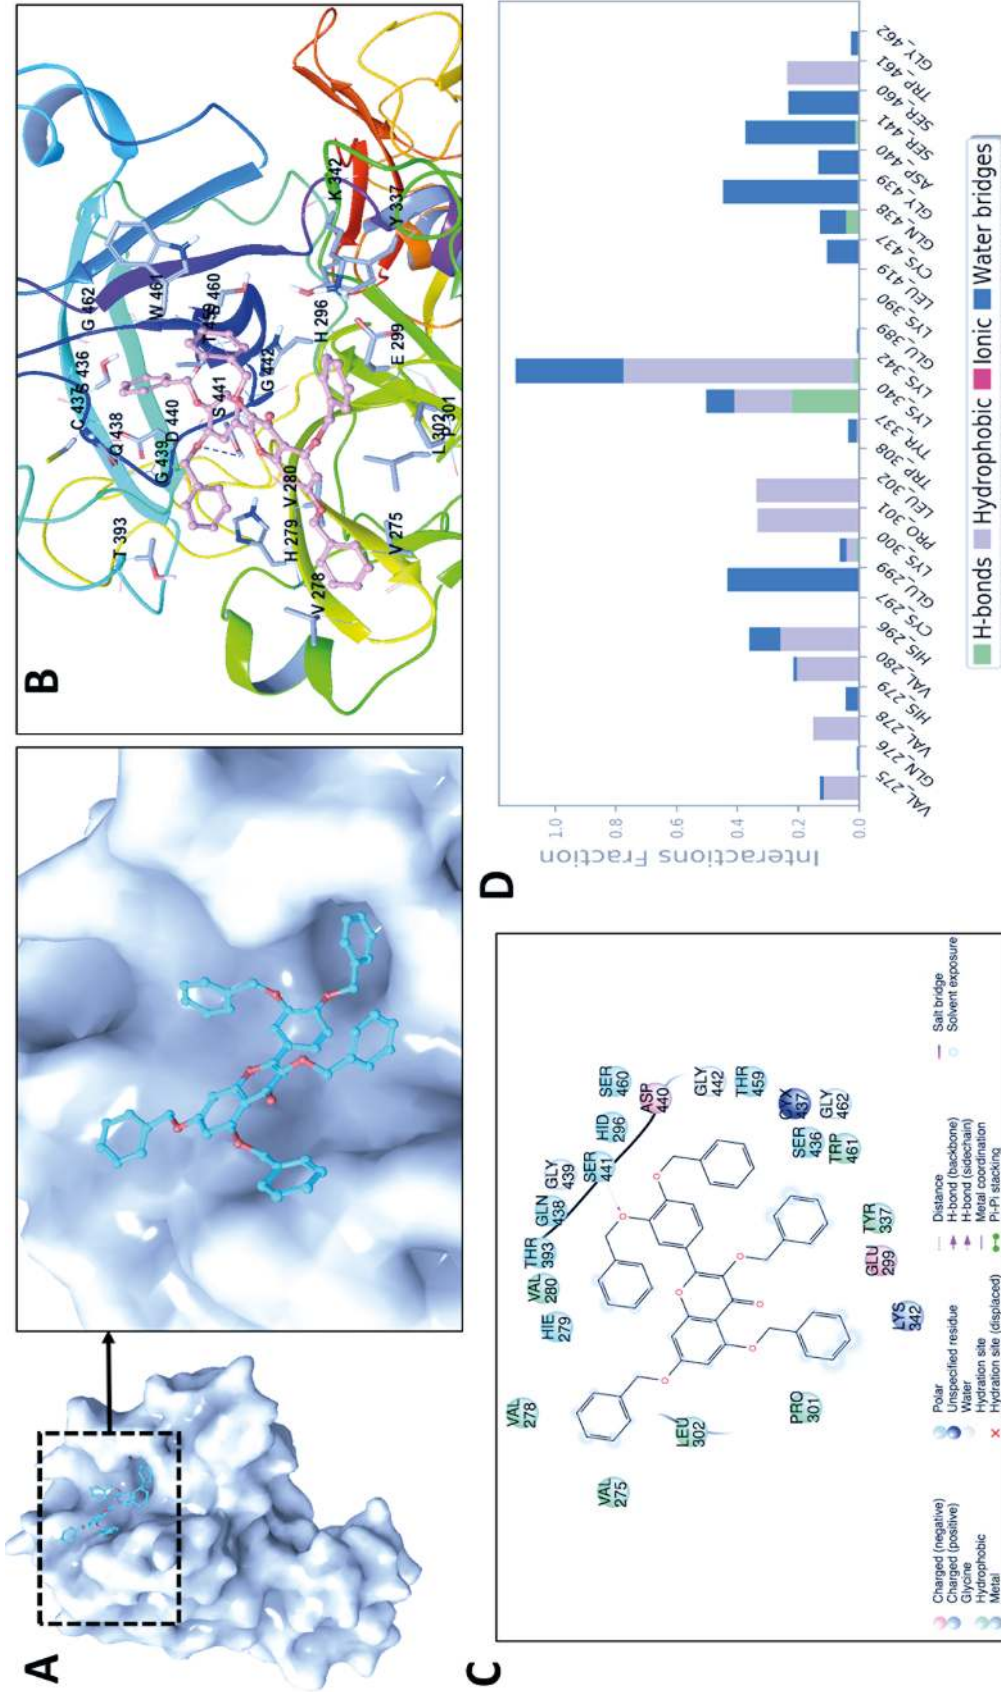 A
B
C 437
S 436
G 462
Q 438
D 440
G 439
T 393
W 461
T 459
S 460
S 441
G 442
H 296
K 342
Y 337
E 299
H 279
V 280
V 278
V 275
L 302
P 301
C
VAL
275
VAL
278
HIE
279
VAL
280
THR
393
GLN
438
GLY
439
SER
441
HID
296
SER
460
ASP
440
GLY
442
THR
459
CYX
437
GLY
462
SER
436
TRP
461
TYR
337
GLU
299
LYS
342
PRO
301
LEU
302
O
O
O
O
O
O
O
Charged (negative)
Charged (positive)
Glycine
Hydrophobic
Metal
Polar
Unspecified residue
Water
Hydration site
Hydration site (displaced)
Distance
H-bond (backbone)
H-bond (sidechain)
Metal coordination
Pi-Pi stacking
Salt bridge
Solvent exposure
D
Interactions Fraction
1.0
0.8
0.6
0.4
0.2
0.0
VAL_275
GLN_276
VAL_278
HIS_279
VAL_280
HIS_296
CYS_297
GLU_299
LYS_300
PRO_301
LEU_302
TRP_308
TYR_337
LYS_340
LYS_342
GLU_389
LYS_390
LEU_419
CYS_437
GLN_438
GLY_439
ASP_440
SER_441
SER_460
TRP_461
GLY_462
H-bonds
Hydrophobic
Ionic
Water bridges